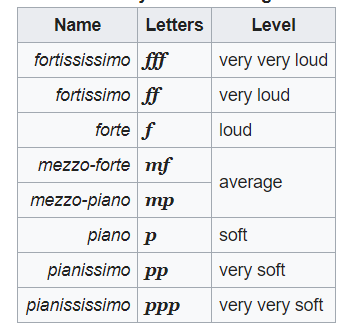 Name Letters Level
fortississimo fff very very loud
fortissimo ff very loud
forte f loud
mezzo-forte mf average
mezzo-piano mp
piano p soft
pianissimo pp very soft
pianississimo ppp very very soft